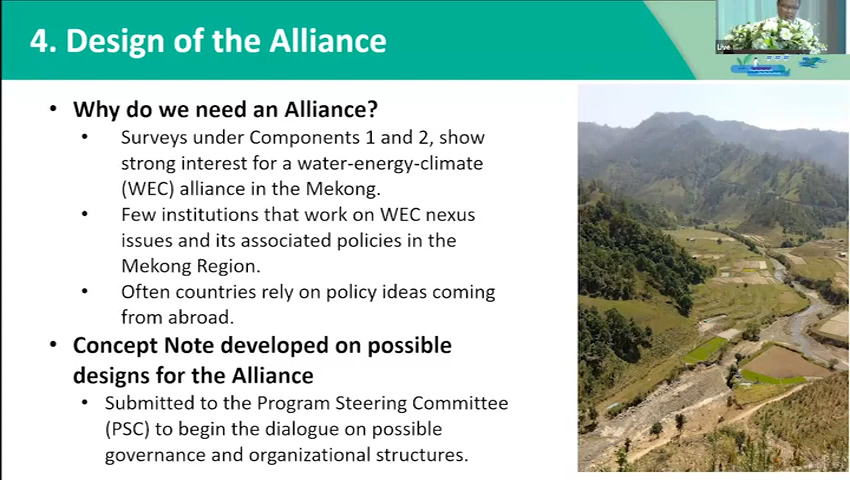 4. Design of the Alliance
Live
• Why do we need an Alliance?
• Surveys under Components 1 and 2, show
strong interest for a water-energy-climate
(WEC) alliance in the Mekong.
• Few institutions that work on WEC nexus
issues and its associated policies in the
Mekong Region.
• Often countries rely on policy ideas coming
from abroad.
• Concept Note developed on possible
designs for the Alliance
• Submitted to the Program Steering Committee
(PSC) to begin the dialogue on possible
governance and organizational structures.